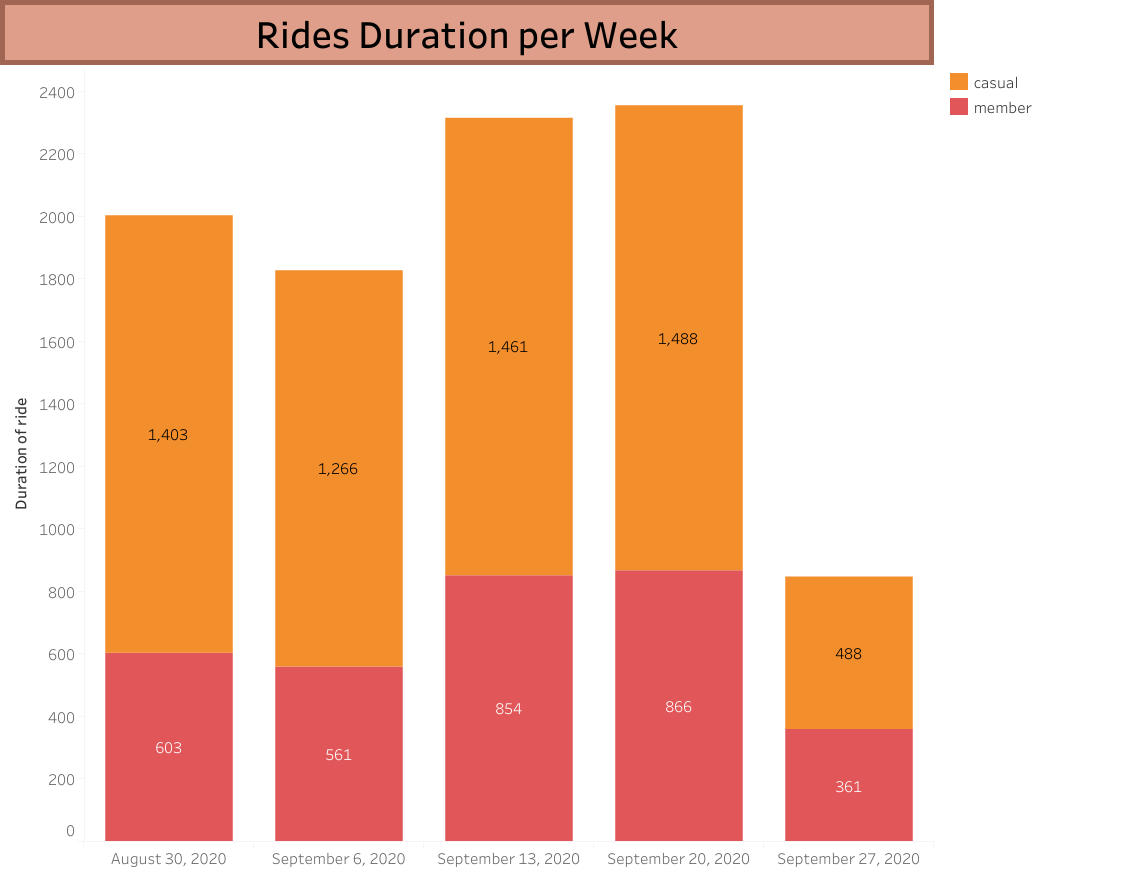 Rides Duration per Week
casual
member
Duration of ride
2400
2200
2000
1800
1600
1400
1200
1000
800
600
400
200
0
1,403
603
1,266
561
1,461
854
1,488
866
488
361
August 30, 2020
September 6, 2020
September 13, 2020
September 20, 2020
September 27, 2020